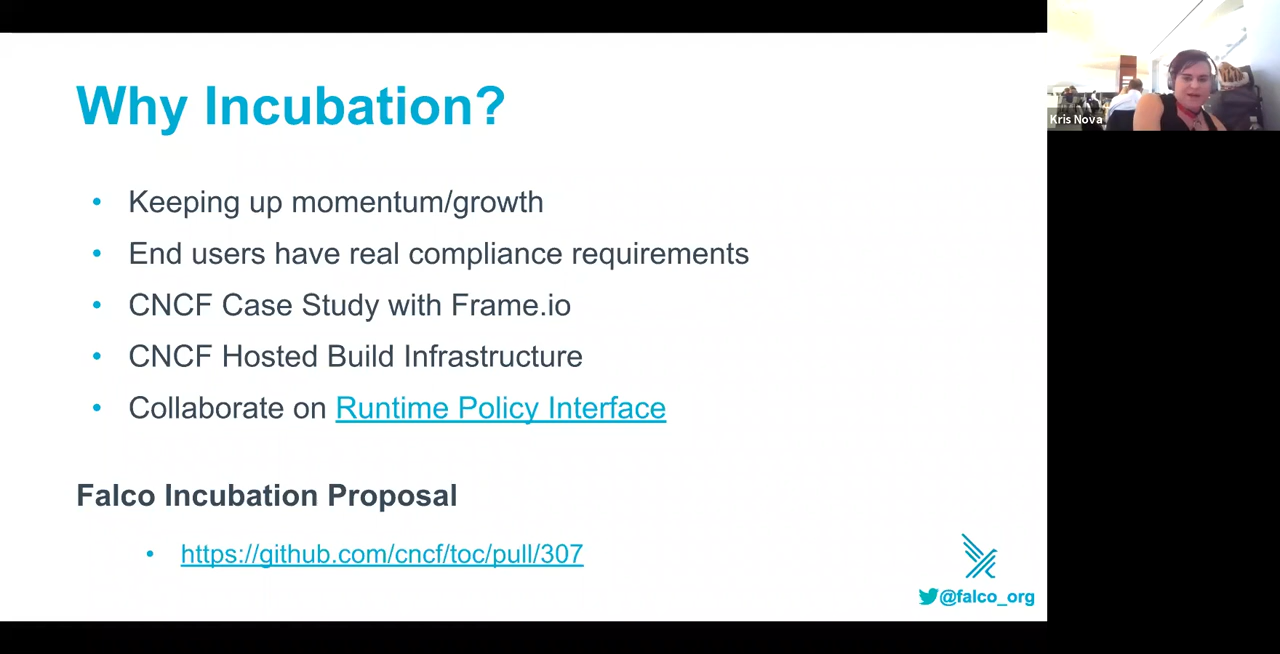 Why Incubation?
Kris Nova
• Keeping up momentum/growth
• End users have real compliance requirements
• CNCF Case Study with Frame.io
• CNCF Hosted Build Infrastructure
• Collaborate on Runtime Policy Interface
Falco Incubation Proposal
• https://github.com/cncf/toc/pull/307
@falco_org